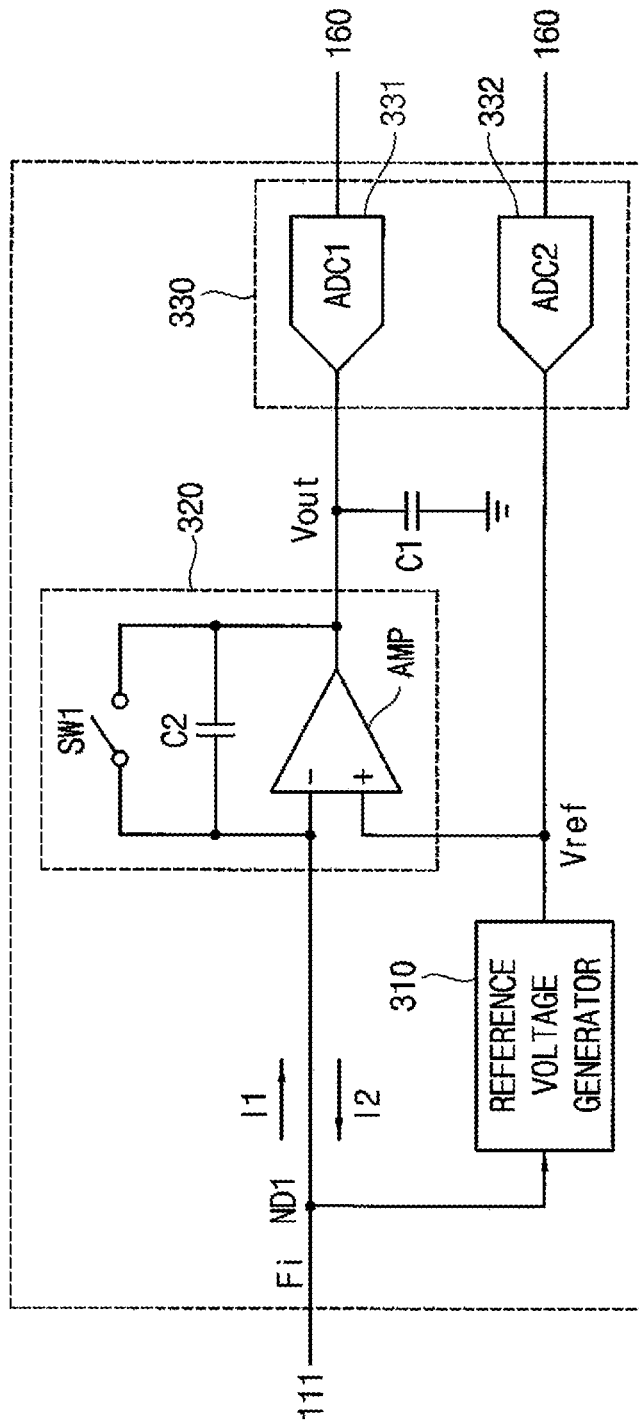 320
SW1
C2
AMP
Vout
C1
330
ADC1
331
160
ADC2
332
160
111
Fi
ND1
I1
I2
310
REFERENCE
VOLTAGE
GENERATOR
Vref
-
+